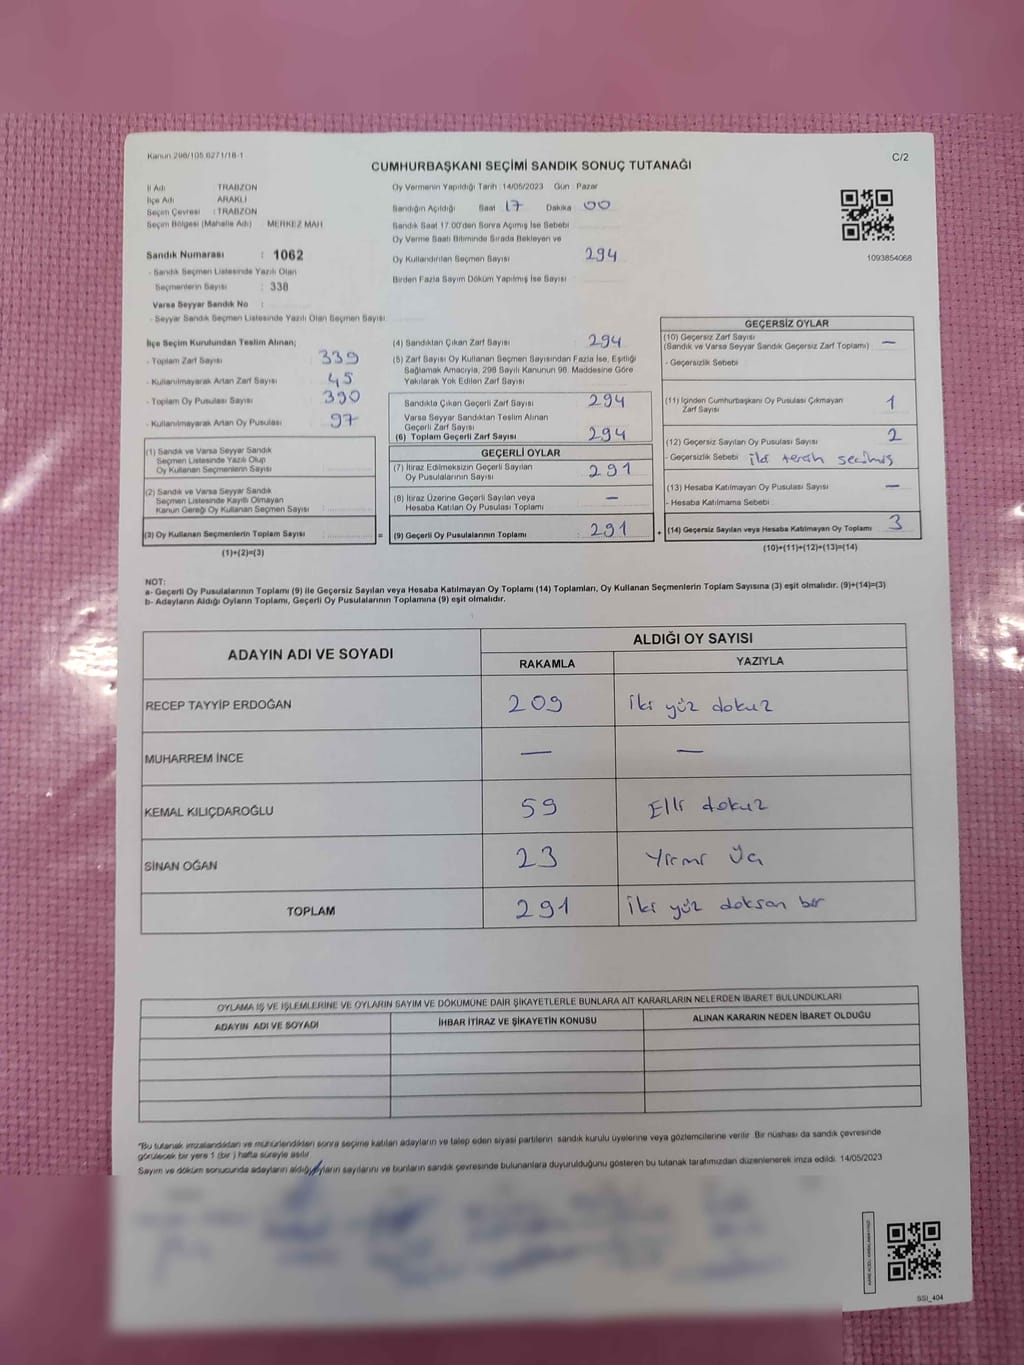 Kanun 298/105,6271/18-1
CUMHURBAŞKANI SEÇİMİ SANDIK SONUÇ TUTANAĞI
C/2
İl Adı : TRABZON
İlçe Adı : ARAKLI
Seçim Çevresi : TRABZON
Seçim Bölgesi (Mahalle Adı) MERKEZ MAH.
Oy Vermenin Yapıldığı Tarih : 14/05/2023 Gün : Pazar
Sandığın Açıldığı Saat 17 Dakika 00
Sandık Saat 17:00'den Sonra Açımış İse Sebebi
Oy Verme Saati Bitiminde Sırada Bekleyen ve
Oy Kullandırılan Seçmen Sayısı 294
Birden Fazla Sayım Döküm Yapılmış İse Sayısı
1093854068
Sandık Numarası : 1062
- Sandık Seçmen Listesinde Yazılı Olan
Seçmenlerin Sayısı : 338
Varsa Seyyar Sandık No :
- Seyyar Sandık Seçmen Listesinde Yazılı Olan Seçmen Sayısı:
İlçe Seçim Kurulundan Teslim Alınan;
- Toplam Zarf Sayısı 339
- Kullanılmayarak Artan Zarf Sayısı 45
- Toplam Oy Pusulası Sayısı 390
- Kullanılmayarak Artan Oy Pusulası 97
(1) Sandık ve Varsa Seyyar Sandık
Seçmen Listesinde Yazılı Olup
Oy Kullanan Seçmenlerin Sayısı :
(2) Sandık ve Varsa Seyyar Sandık
Seçmen Listesinde Kayıtlı Olmayan
Kanun Gereği Oy Kullanan Seçmen Sayısı :
(3) Oy Kullanan Seçmenlerin Toplam Sayısı : =
(1)+(2)=(3)
(4) Sandıktan Çıkan Zarf Sayısı 294
(5) Zarf Sayısı Oy Kullanan Seçmen Sayısından Fazla İse, Eşitliği
Sağlamak Amacıyla, 298 Sayılı Kanunun 98. Maddesine Göre
Yakılarak Yok Edilen Zarf Sayısı
Sandıkta Çıkan Geçerli Zarf Sayısı 294
Varsa Seyyar Sandıktan Teslim Alınan
Geçerli Zarf Sayısı
(6) Toplam Geçerli Zarf Sayısı 294
GEÇERLİ OYLAR
(7) İtiraz Edilmeksizin Geçerli Sayılan
Oy Pusulalarının Sayısı : 291
(8) İtiraz Üzerine Geçerli Sayılan veya
Hesaba Katılan Oy Pusulası Toplamı : —
(9) Geçerli Oy Pusulalarının Toplamı : 291 +
GEÇERSİZ OYLAR
(10) Geçersiz Zarf Sayısı
(Sandık ve Varsa Seyyar Sandık Geçersiz Zarf Toplamı) —
- Geçersizlik Sebebi :
(11) İçinden Cumhurbaşkanı Oy Pusulası Çıkmayan
Zarf Sayısı 1
(12) Geçersiz Sayılan Oy Pusulası Sayısı 2
- Geçersizlik Sebebi : iki tercih seçilmiş
(13) Hesaba Katılmayan Oy Pusulası Sayısı —
- Hesaba Katılmama Sebebi :
(14) Geçersiz Sayılan veya Hesaba Katılmayan Oy Toplamı 3
(10)+(11)+(12)+(13)=(14)
NOT:
a- Geçerli Oy Pusulalarının Toplamı (9) ile Geçersiz Sayılan veya Hesaba Katılmayan Oy Toplamı (14) Toplamları, Oy Kullanan Seçmenlerin Toplam Sayısına (3) eşit olmalıdır. (9)+(14)=(3)
b- Adayların Aldığı Oyların Toplamı, Geçerli Oy Pusulalarının Toplamına (9) eşit olmalıdır.
ADAYIN ADI VE SOYADI
ALDIĞI OY SAYISI
RAKAMLA YAZIYLA
RECEP TAYYİP ERDOĞAN 209 iki yüz dokuz
MUHARREM İNCE — —
KEMAL KILIÇDAROĞLU 59 Elli dokuz
SİNAN OĞAN 23 Yirmi Üç
TOPLAM 291 iki yüz doksan bir
OYLAMA İŞ VE İŞLEMLERİNE VE OYLARIN SAYIM VE DÖKÜMÜNE DAİR ŞİKAYETLERLE BUNLARA AİT KARARLARIN NELERDEN İBARET BULUNDUKLARI
ADAYIN ADI VE SOYADI İHBAR İTİRAZ VE ŞİKAYETİN KONUSU ALINAN KARARIN NEDEN İBARET OLDUĞU
*Bu tutanak imzalandıktan ve mühürlendikten sonra seçime katılan adayların ve talep eden siyasi partilerin sandık kurulu üyelerine veya gözlemcilerine verilir. Bir nüshası da sandık çevresinde
görülecek bir yere 1 (bir) hafta süreyle asılır.
Sayım ve döküm sonucunda adayların aldığı oyların sayılarını ve bunların sandık çevresinde bulunanlara duyurulduğunu gösteren bu tutanak tarafımızdan düzenlenerek imza edildi. 14/05/2023
SSI_404